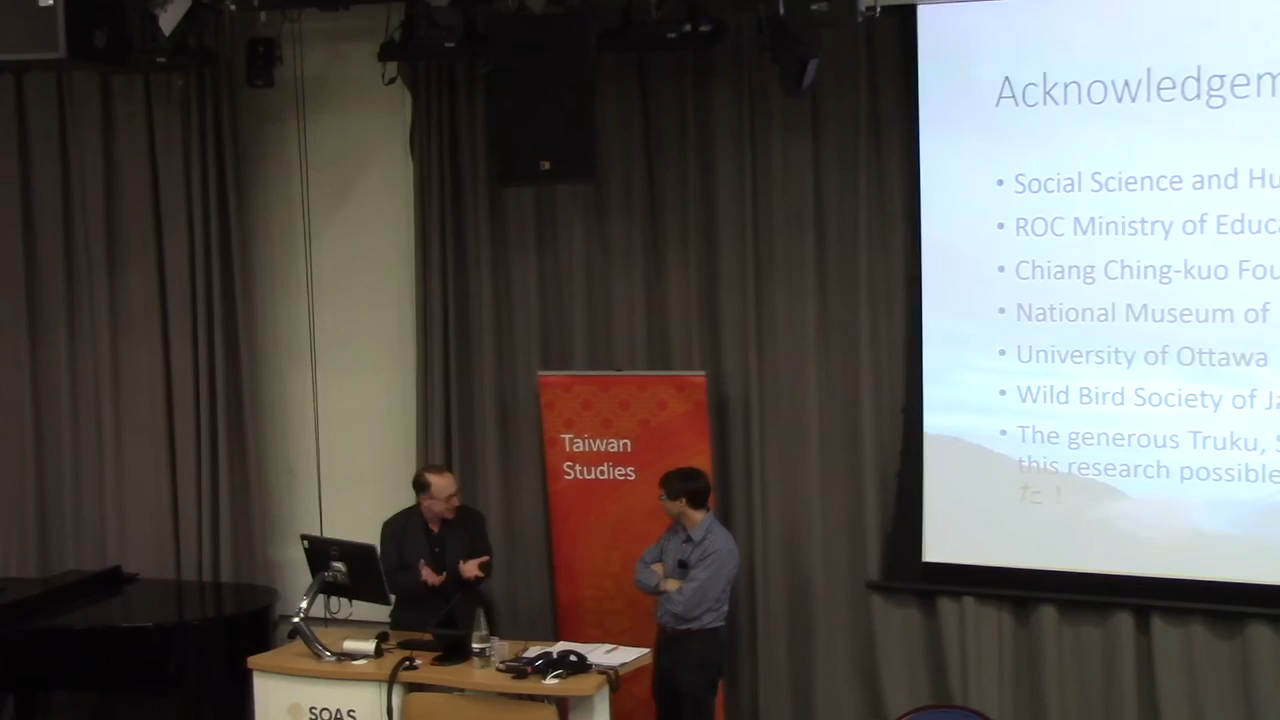 Acknowledgem
• Social Science and Hu
• ROC Ministry of Educa
• Chiang Ching-kuo Fou
• National Museum of
• University of Ottawa
• Wild Bird Society of Ja
• The generous Truku, S
this research possible
た！
Taiwan
Studies
SOAS